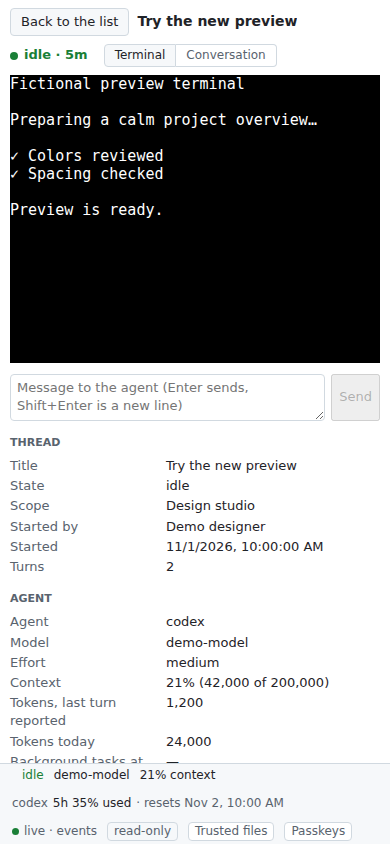 Back to the list Try the new preview
idle · 5m Terminal Conversation
Fictional preview terminal
Preparing a calm project overview…
✓ Colors reviewed
✓ Spacing checked
Preview is ready.
Message to the agent (Enter sends,
Shift+Enter is a new line)
Send
THREAD
Title Try the new preview
State idle
Scope Design studio
Started by Demo designer
Started 11/1/2026, 10:00:00 AM
Turns 2
AGENT
Agent codex
Model demo-model
Effort medium
Context 21% (42,000 of 200,000)
Tokens, last turn
reported
1,200
Tokens today 24,000
Background tasks at —
idle demo-model 21% context
codex 5h 35% used · resets Nov 2, 10:00 AM
live · events read-only Trusted files Passkeys